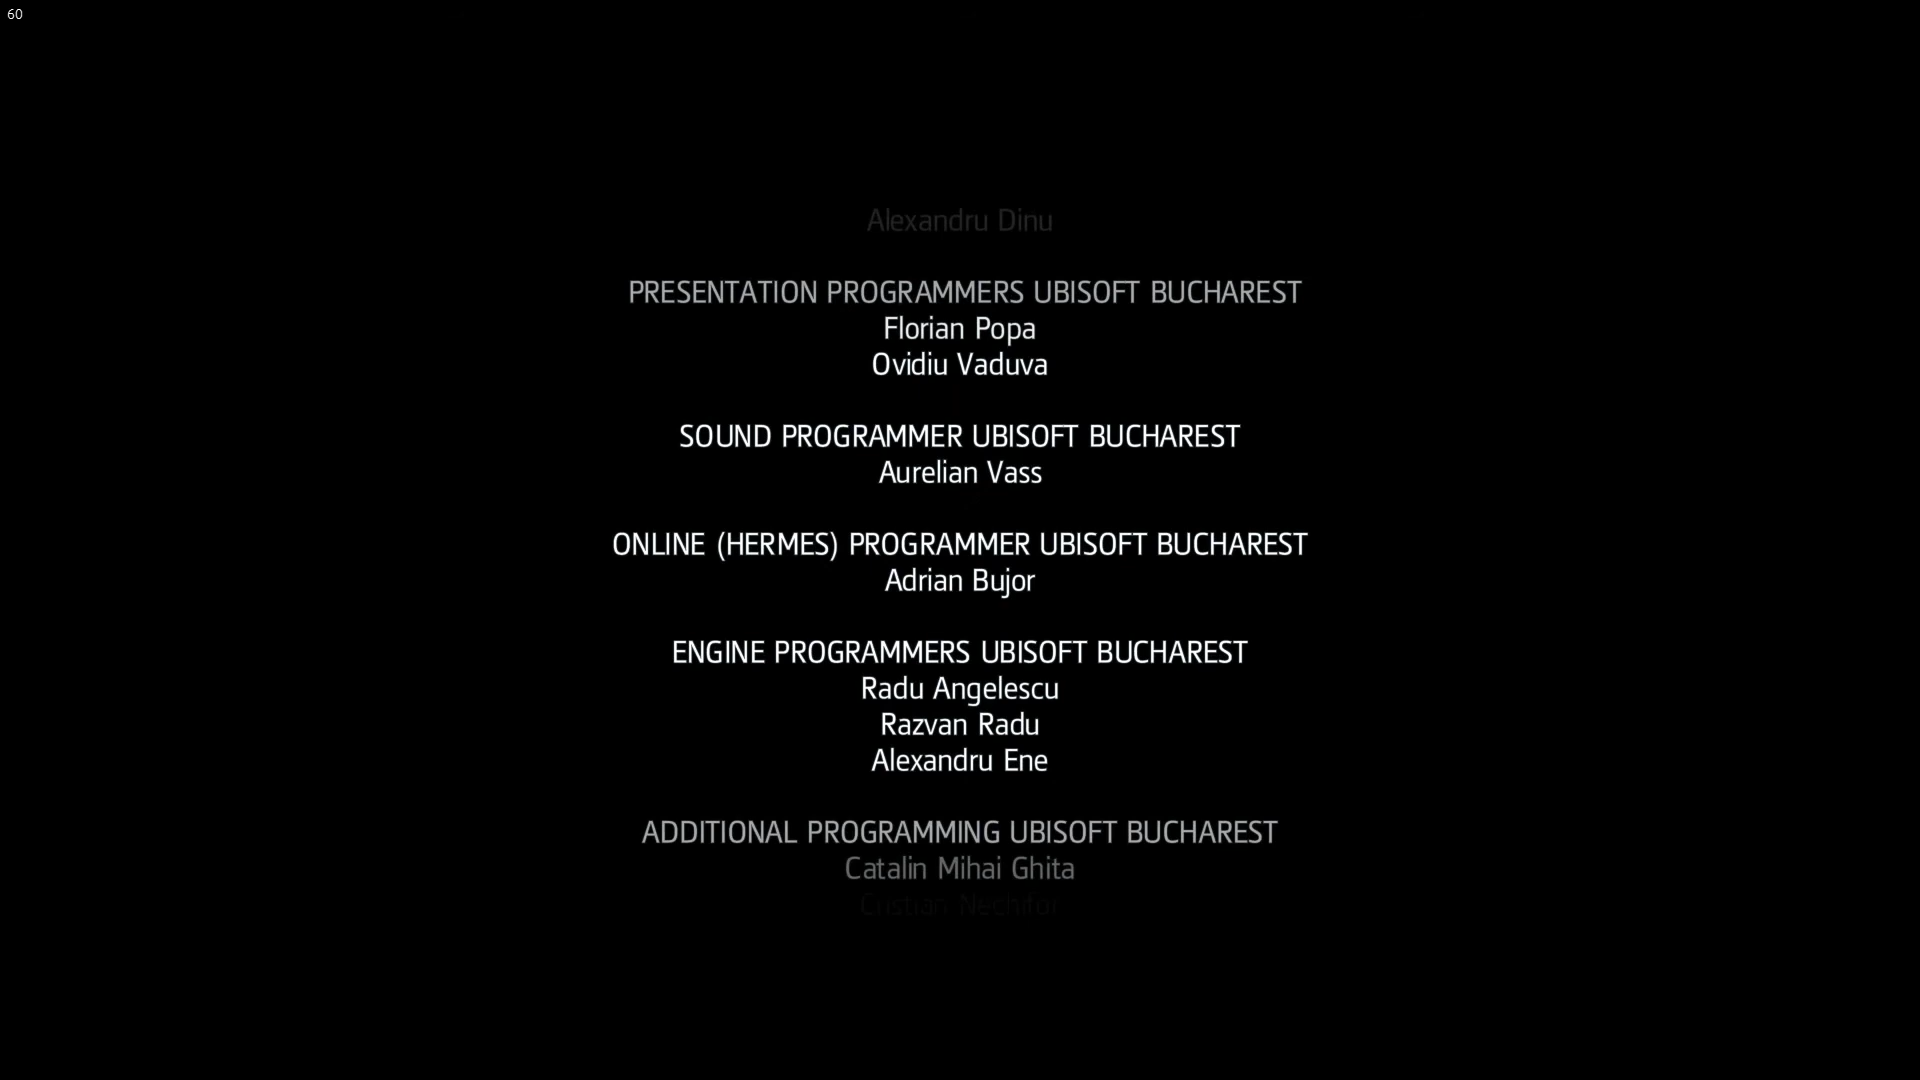 60
Alexandru Dinu
PRESENTATION PROGRAMMERS UBISOFT BUCHAREST
Florian Popa
Ovidiu Vaduva
SOUND PROGRAMMER UBISOFT BUCHAREST
Aurelian Vass
ONLINE (HERMES) PROGRAMMER UBISOFT BUCHAREST
Adrian Bujor
ENGINE PROGRAMMERS UBISOFT BUCHAREST
Radu Angelescu
Razvan Radu
Alexandru Ene
ADDITIONAL PROGRAMMING UBISOFT BUCHAREST
Catalin Mihai Ghita
Cristian Nechifor